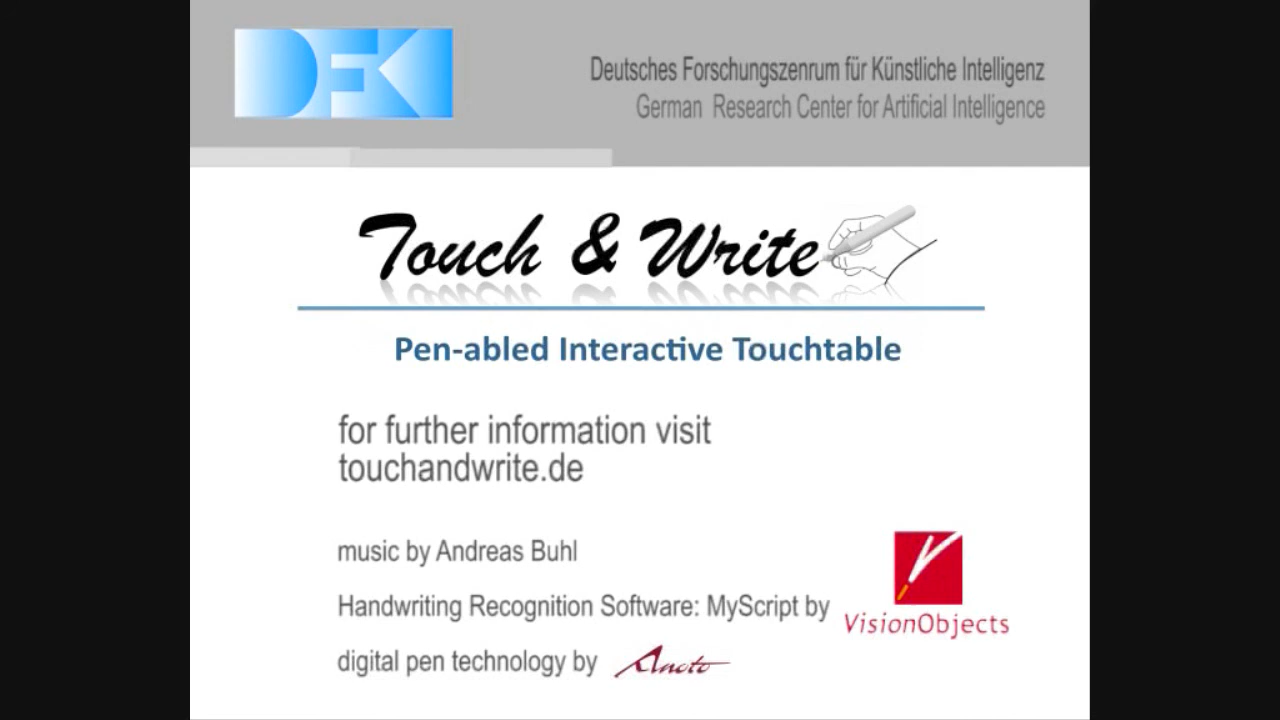 DFKI
Deutsches Forschungszenrum für Künstliche Intelligenz
German Research Center for Artificial Intelligence
Touch & Write
Pen-abled Interactive Touchtable
for further information visit
touchandwrite.de
music by Andreas Buhl
Handwriting Recognition Software: MyScript by
VisionObjects
digital pen technology by Anoto